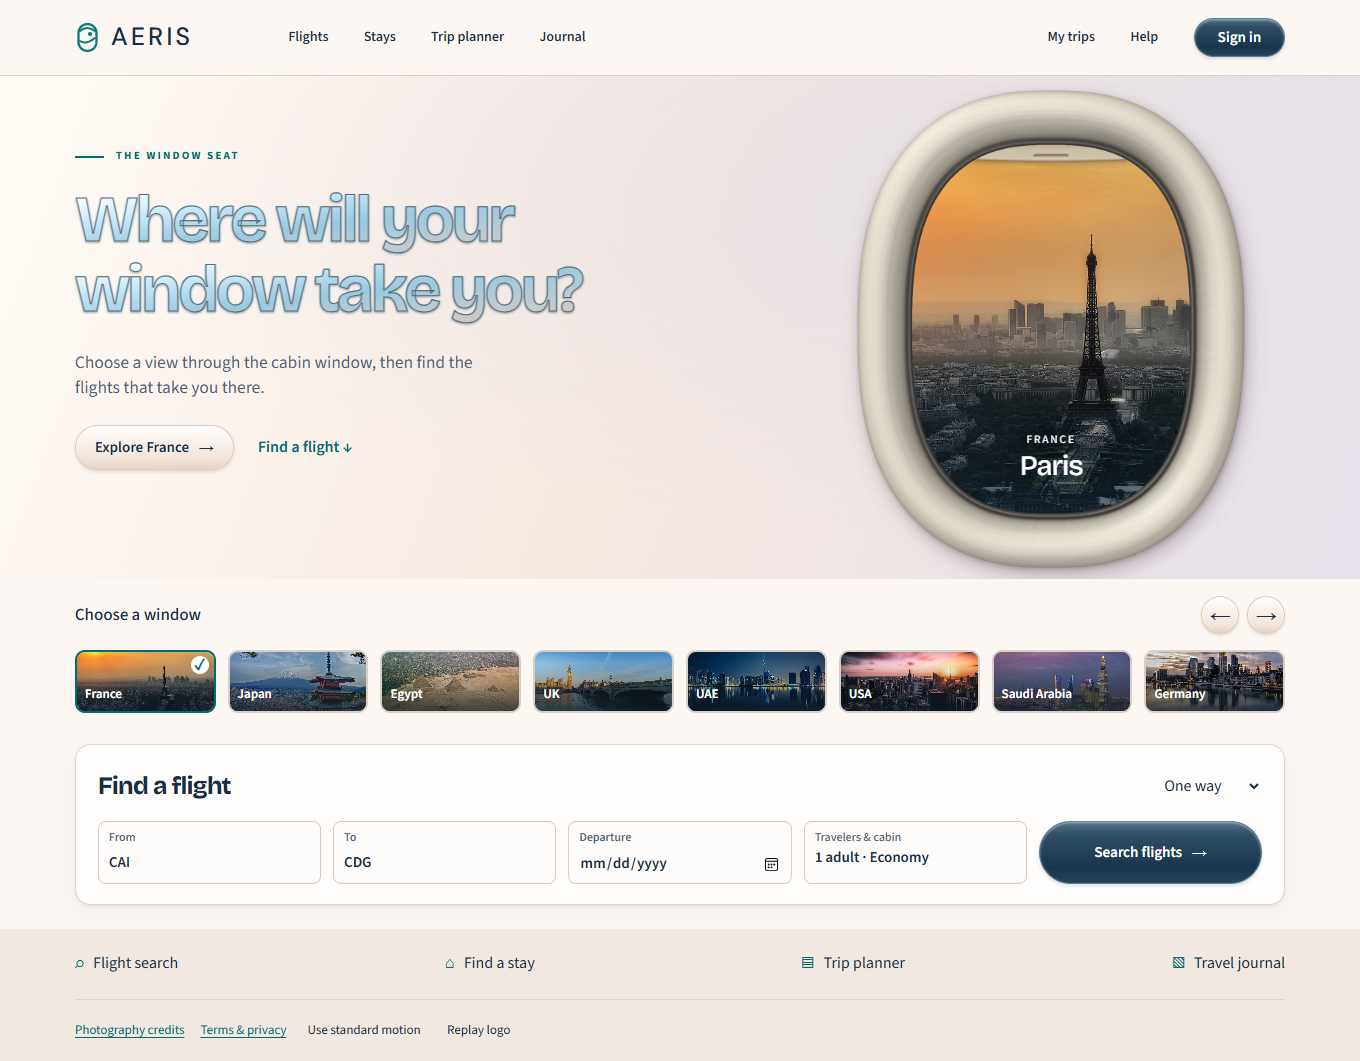 AERIS
Flights
Stays
Trip planner
Journal
My trips
Help
Sign in
THE WINDOW SEAT
Where will your
window take you?
Choose a view through the cabin window, then find the
flights that take you there.
Explore France →
Find a flight ↓
FRANCE
Paris
Choose a window
← →
France
Japan
Egypt
UK
UAE
USA
Saudi Arabia
Germany
Find a flight
One way
From
CAI
To
CDG
Departure
mm/dd/yyyy
Travelers & cabin
1 adult · Economy
Search flights →
Flight search
Find a stay
Trip planner
Travel journal
Photography credits
Terms & privacy
Use standard motion
Replay logo